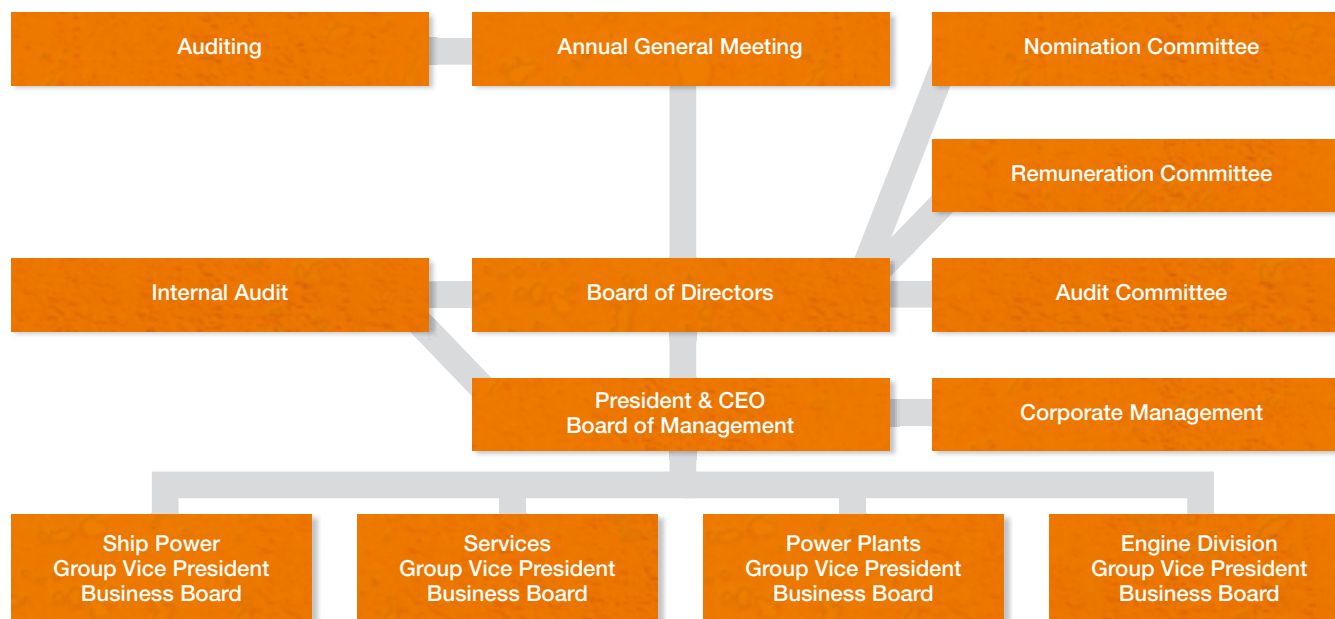 Auditing
Annual General Meeting
Nomination Committee
Remuneration Committee
Internal Audit
Board of Directors
Audit Committee
President & CEO
Board of Management
Corporate Management
Ship Power
Group Vice President
Business Board
Services
Group Vice President
Business Board
Power Plants
Group Vice President
Business Board
Engine Division
Group Vice President
Business Board